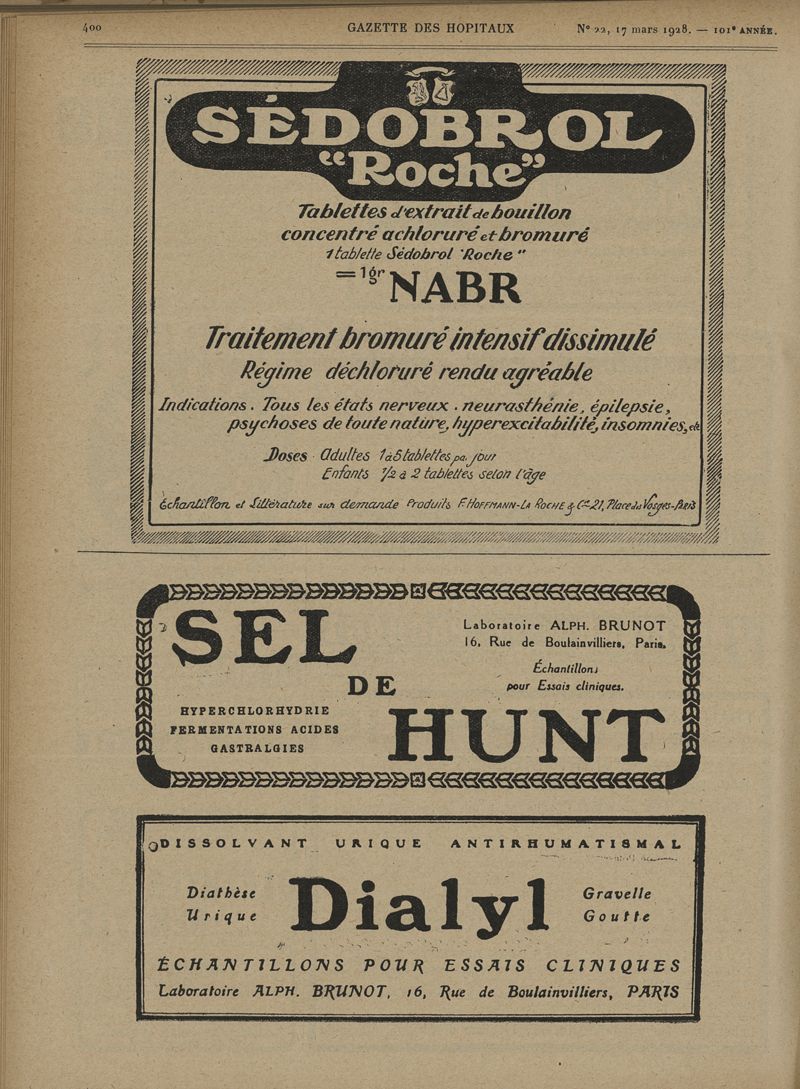 400
GAZETTE DES HOPITAUX
N° 22, 17 mars 1928. — 101e ANNÉE.
SÉDOBROL
“Roche”
Tablettes d'extrait de bouillon
concentré achloruré et bromuré
1 tablette Sédobrol "Roche"
= 1gr NABR
Traitement bromuré intensif dissimulé
Régime déchloruré rendu agréable
Indications. Tous les états nerveux. neurasthénie, épilepsie,
psychoses de toute nature, hyperexcitabilité, insomnies, etc
Doses. Adultes 1 à 5 tablettes par jour
Enfants ½ à 2 tablettes selon l'âge
Échantillon et Littérature sur demande Produits F. HOFFMANN-LA ROCHE & Cie 21, Place des Vosges-Paris
SEL
DE
HUNT
Laboratoire ALPH. BRUNOT
16, Rue de Boulainvilliers, Paris.
Échantillons
pour Essais cliniques.
HYPERCHLORHYDRIE
FERMENTATIONS ACIDES
GASTRALGIES
DISSOLVANT URIQUE ANTIRHUMATISMAL
Diathèse
Urique
Dialyl
Gravelle
Goutte
ÉCHANTILLONS POUR ESSAIS CLINIQUES
Laboratoire ALPH. BRUNOT, 16, Rue de Boulainvilliers, PARIS